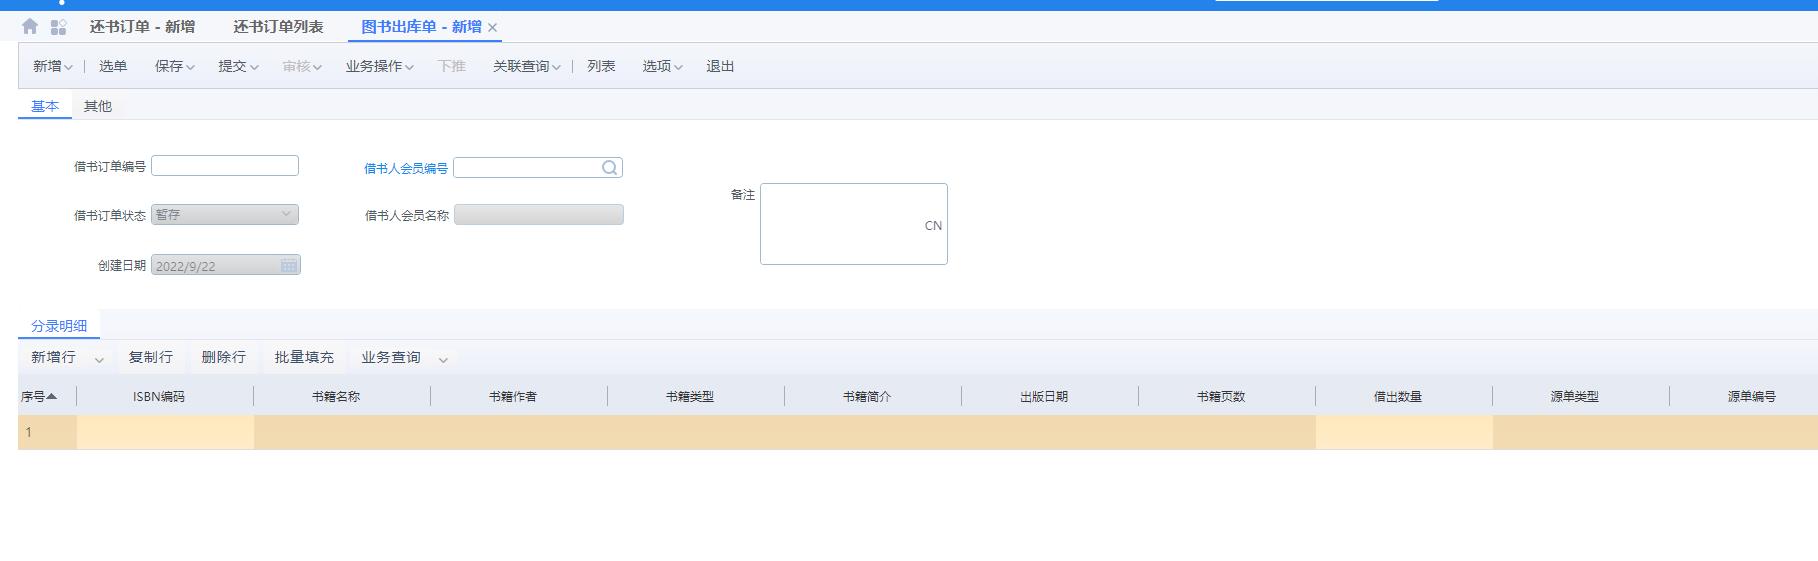 还书订单 - 新增 还书订单列表 图书出库单 - 新增
新增 选单 保存 提交 审核 业务操作 下推 关联查询 列表 选项 退出
基本 其他
借书订单编号 借书人会员编号
备注
借书订单状态 暂存 借书人会员名称
CN
创建日期 2022/9/22
分录明细
新增行 复制行 删除行 批量填充 业务查询
序号 ISBN编码 书籍名称 书籍作者 书籍类型 书籍简介 出版日期 书籍页数 借出数量 源单类型 源单编号
1